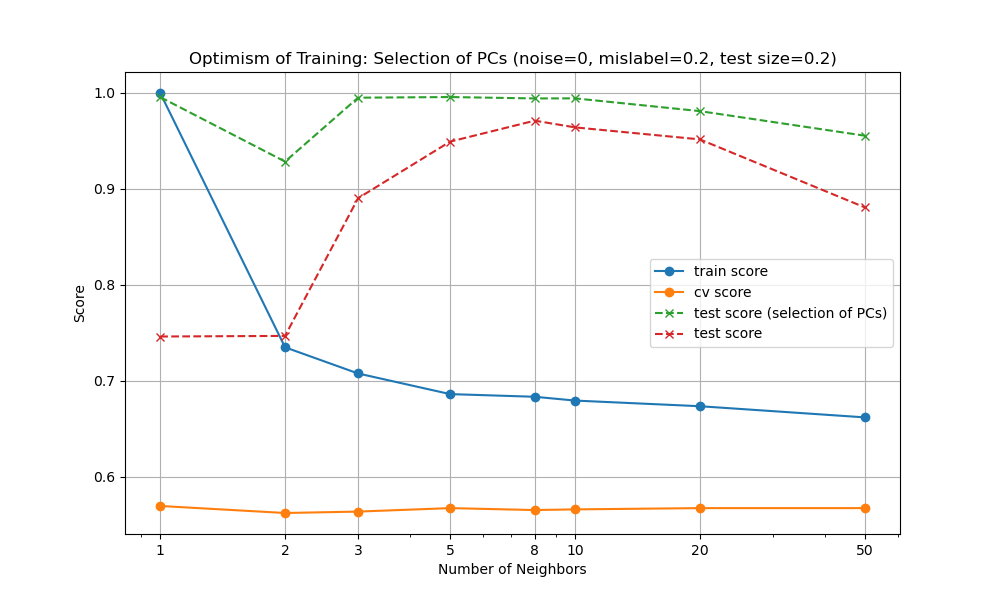 Optimism of Training: Selection of PCs (noise=0, mislabel=0.2, test size=0.2)
Score
1.0
0.9
0.8
0.7
0.6
train score
cv score
test score (selection of PCs)
test score
1 2 3 5 8 10 20 50
Number of Neighbors